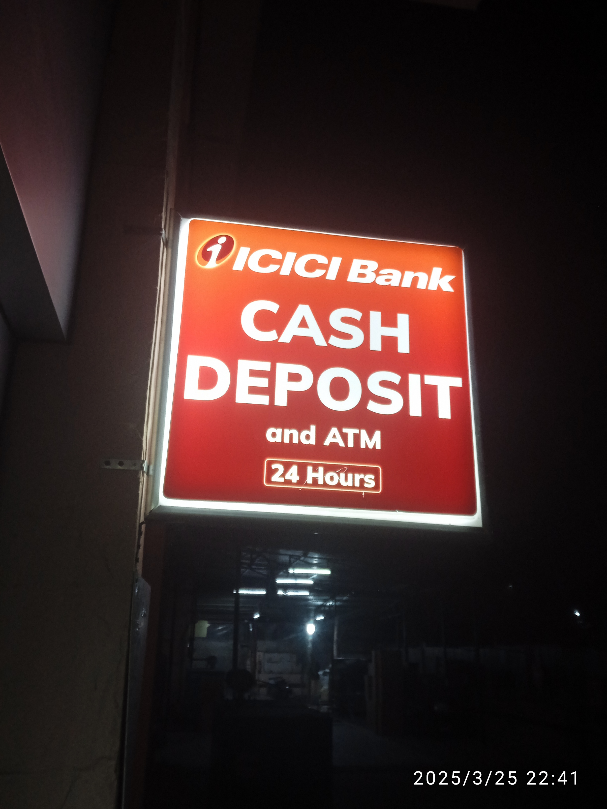 i ICICI Bank
CASH
DEPOSIT
and ATM
24 Hours
2025/3/25 22:41